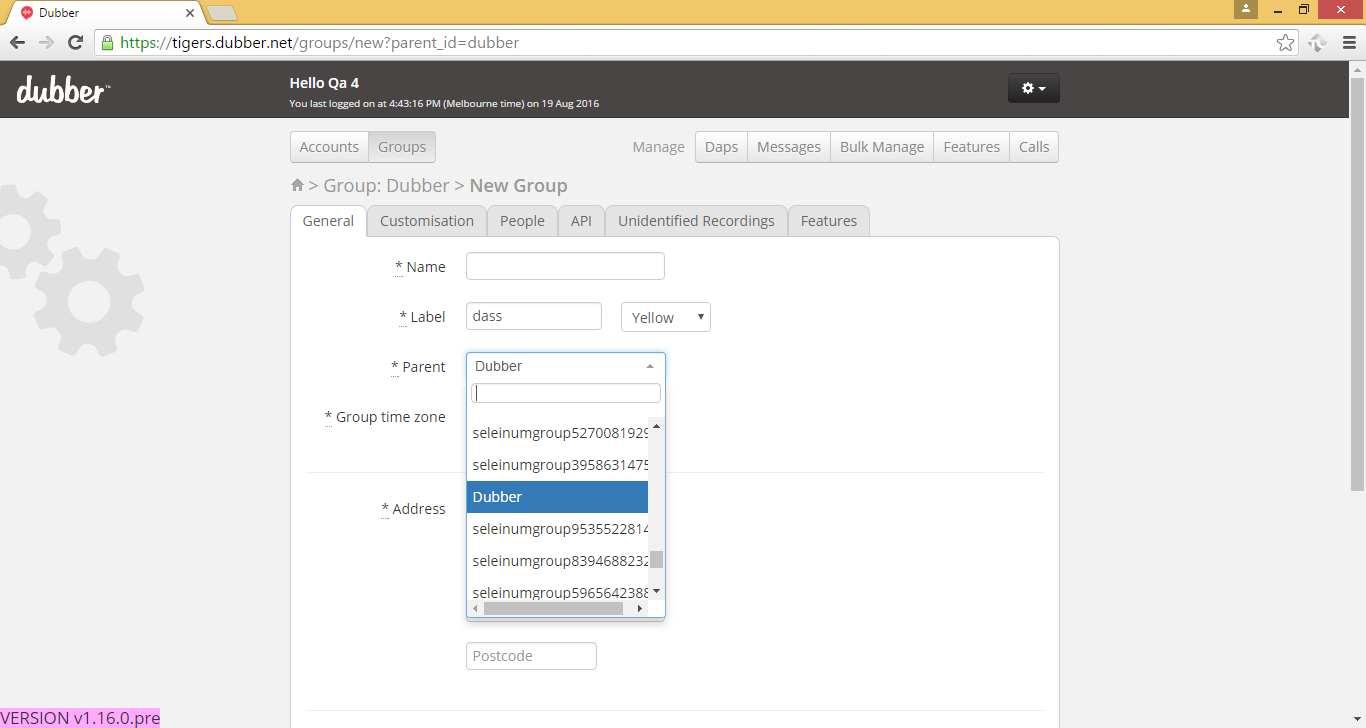 Dubber
https://tigers.dubber.net/groups/new?parent_id=dubber
dubber™
Hello Qa 4
You last logged on at 4:43:16 PM (Melbourne time) on 19 Aug 2016
Accounts Groups Manage Daps Messages Bulk Manage Features Calls
> Group: Dubber > New Group
General Customisation People API Unidentified Recordings Features
* Name
* Label dass Yellow
* Parent Dubber
* Group time zone
seleinumgroup5270081929
seleinumgroup3958631475
Dubber
* Address
seleinumgroup9535522814
seleinumgroup8394688232
seleinumgroup5965642388
Postcode
VERSION v1.16.0.pre